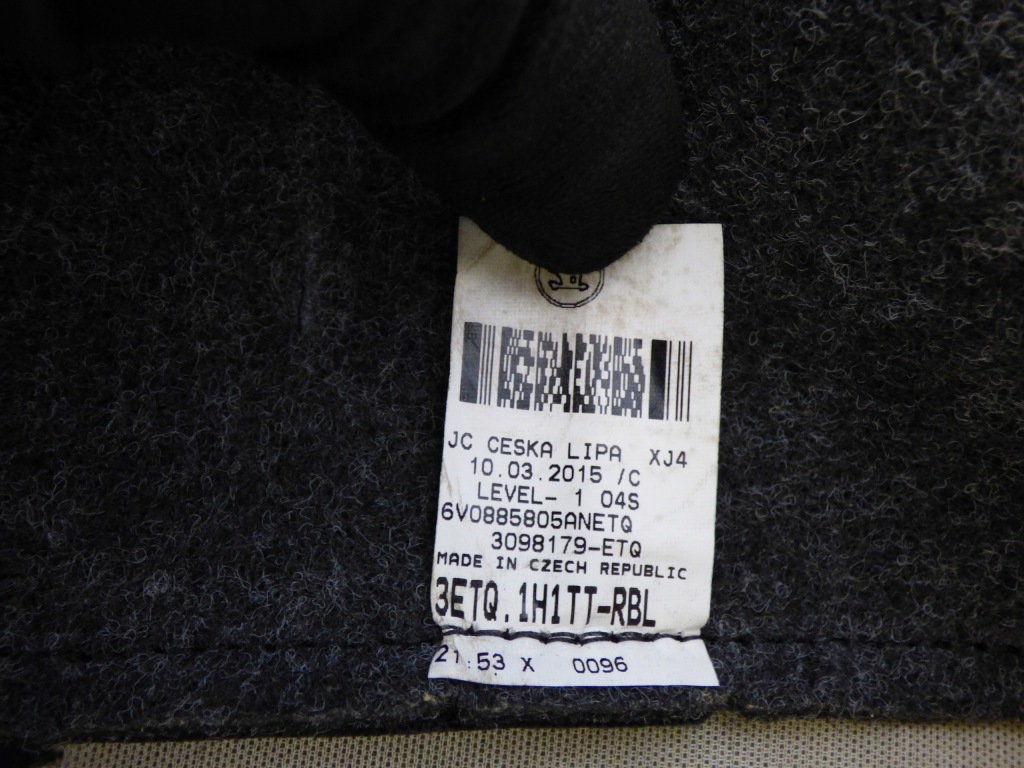 JC CESKA LIPA XJ4
10.03.2015 /C
LEVEL- 1 04S
6V0885805ANETQ
3098179-ETQ
MADE IN CZECH REPUBLIC
3ETQ.1H1TT-RBL
21:53 X 0096